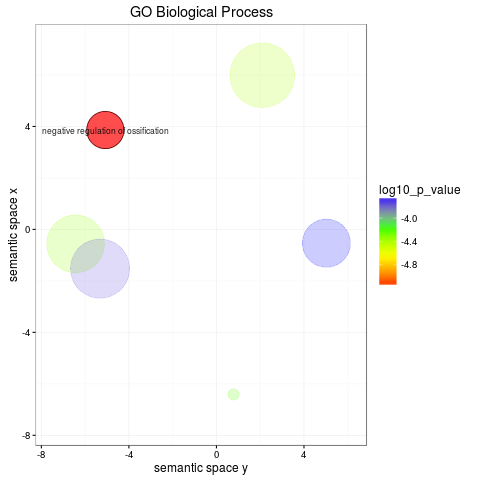 GO Biological Process
negative regulation of ossification
semantic space x
4
0
-4
-8
-8
-4
0
4
semantic space y
log10_p_value
-4.0
-4.4
-4.8